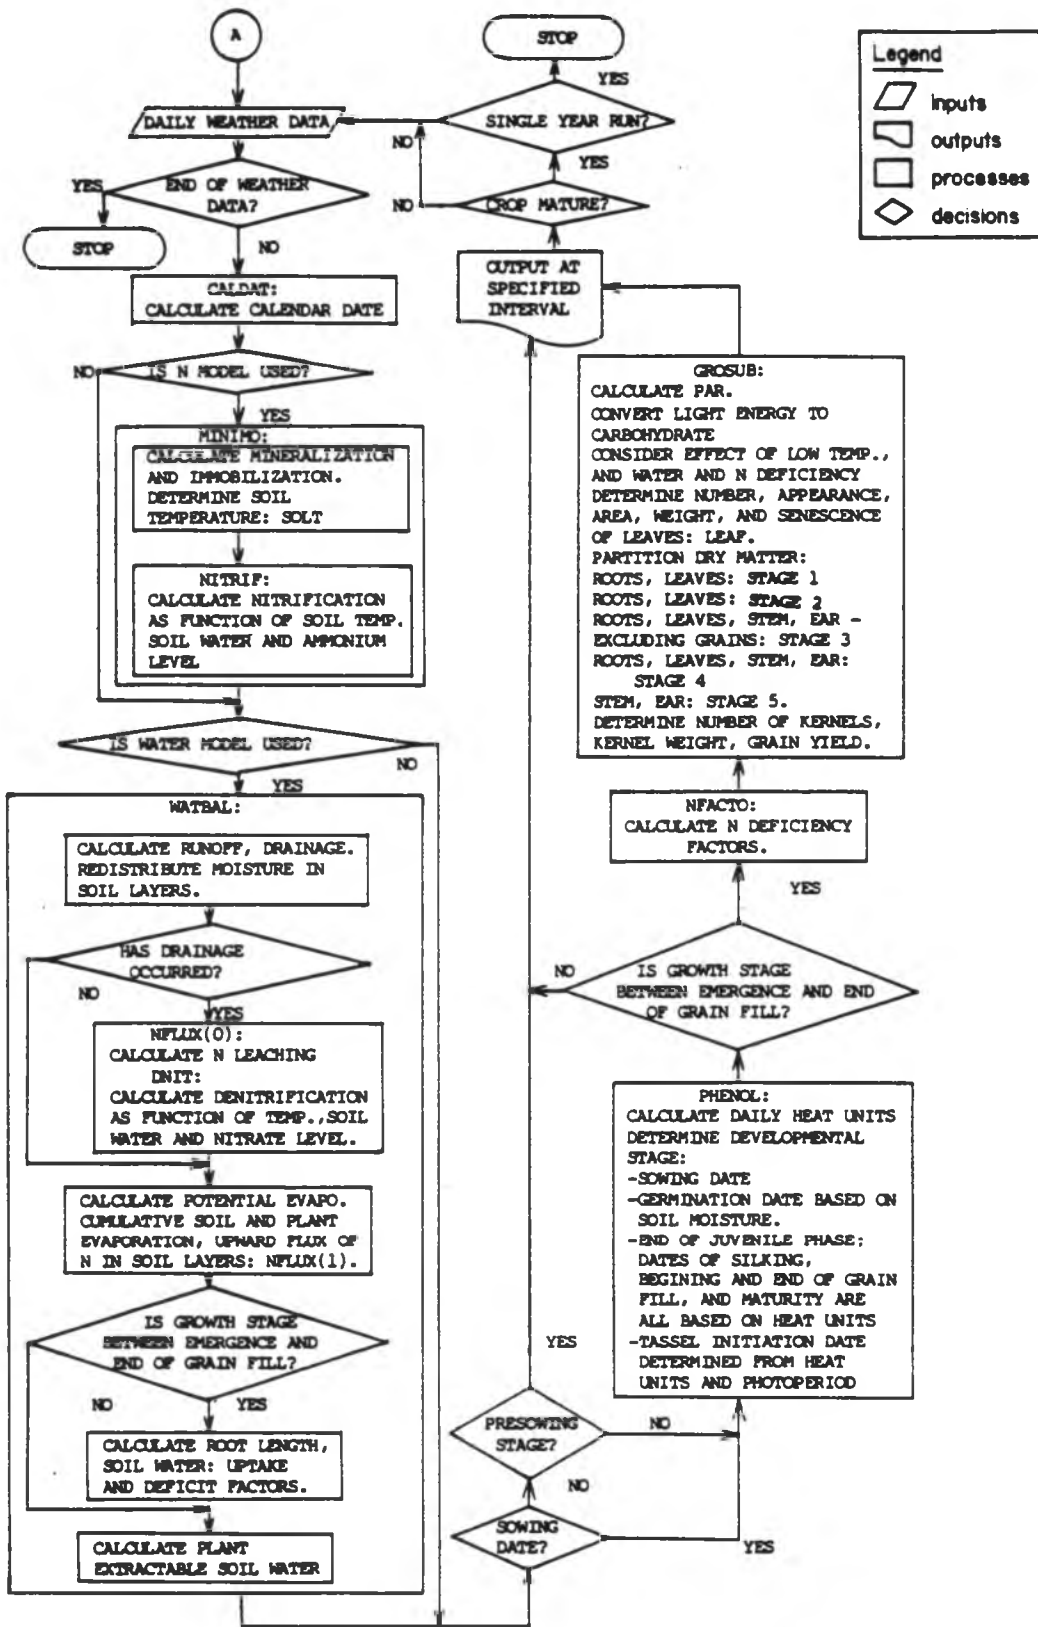 A
DAILY WEATHER DATA
END OF WEATHER
DATA?
YES
STOP
NO
CALDAT:
CALCULATE CALENDAR DATE
IS N MODEL USED?
NO
YES
MINIMO:
CALCULATE MINERALIZATION
AND IMMOBILIZATION.
DETERMINE SOIL
TEMPERATURE: SOLT
NITRIF:
CALCULATE NITRIFICATION
AS FUNCTION OF SOIL TEMP.
SOIL WATER AND AMMONIUM
LEVEL
IS WATER MODEL USED?
NO
YES
WATBAL:
CALCULATE RUNOFF, DRAINAGE.
REDISTRIBUTE MOISTURE IN
SOIL LAYERS.
HAS DRAINAGE
OCCURRED?
NO
YES
NFLUX(0):
CALCULATE N LEACHING
DNIT:
CALCULATE DENITRIFICATION
AS FUNCTION OF TEMP.,SOIL
WATER AND NITRATE LEVEL.
CALCULATE POTENTIAL EVAPO.
CUMULATIVE SOIL AND PLANT
EVAPORATION, UPWARD FLUX OF
N IN SOIL LAYERS: NFLUX(1).
IS GROWTH STAGE
BETWEEN EMERGENCE AND
END OF GRAIN FILL?
NO
YES
CALCULATE ROOT LENGTH,
SOIL WATER: UPTAKE
AND DEFICIT FACTORS.
CALCULATE PLANT
EXTRACTABLE SOIL WATER
STOP
YES
SINGLE YEAR RUN?
NO
YES
CROP MATURE?
NO
OUTPUT AT
SPECIFIED
INTERVAL
GROSUB:
CALCULATE PAR.
CONVERT LIGHT ENERGY TO
CARBOHYDRATE
CONSIDER EFFECT OF LOW TEMP.,
AND WATER AND N DEFICIENCY
DETERMINE NUMBER, APPEARANCE,
AREA, WEIGHT, AND SENESCENCE
OF LEAVES: LEAF.
PARTITION DRY MATTER:
ROOTS, LEAVES: STAGE 1
ROOTS, LEAVES: STAGE 2
ROOTS, LEAVES, STEM, EAR -
EXCLUDING GRAINS: STAGE 3
ROOTS, LEAVES, STEM, EAR:
STAGE 4
STEM, EAR: STAGE 5.
DETERMINE NUMBER OF KERNELS,
KERNEL WEIGHT, GRAIN YIELD.
NFACTO:
CALCULATE N DEFICIENCY
FACTORS.
YES
NO
IS GROWTH STAGE
BETWEEN EMERGENCE AND END
OF GRAIN FILL?
PHENOL:
CALCULATE DAILY HEAT UNITS
DETERMINE DEVELOPMENTAL
STAGE:
-SOWING DATE
-GERMINATION DATE BASED ON
SOIL MOISTURE.
-END OF JUVENILE PHASE;
DATES OF SILKING,
BEGINING AND END OF GRAIN
FILL, AND MATURITY ARE
ALL BASED ON HEAT UNITS
-TASSEL INITIATION DATE
DETERMINED FROM HEAT
UNITS AND PHOTOPERIOD
YES
PRESOWING
STAGE?
NO
NO
SOWING
DATE?
YES
Legend
inputs
outputs
processes
decisions